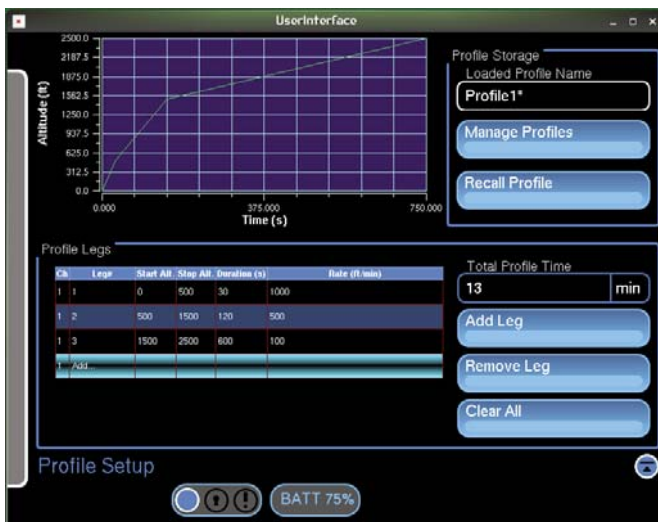 UserInterface
2500.0
2187.5
1875.0
1562.5
1250.0
937.5
625.0
312.5
0.0
Altitude (ft)
0.000 375.000 750.000
Time (s)
Profile Storage
Loaded Profile Name
Profile1*
Manage Profiles
Recall Profile
Profile Legs
Ch Leg# Start Alt. Stop Alt. Duration (s) Rate (ft/min)
1 1 0 500 30 1000
1 2 500 1500 120 500
1 3 1500 2500 600 100
1 Add...
Total Profile Time
13 min
Add Leg
Remove Leg
Clear All
Profile Setup
BATT 75%